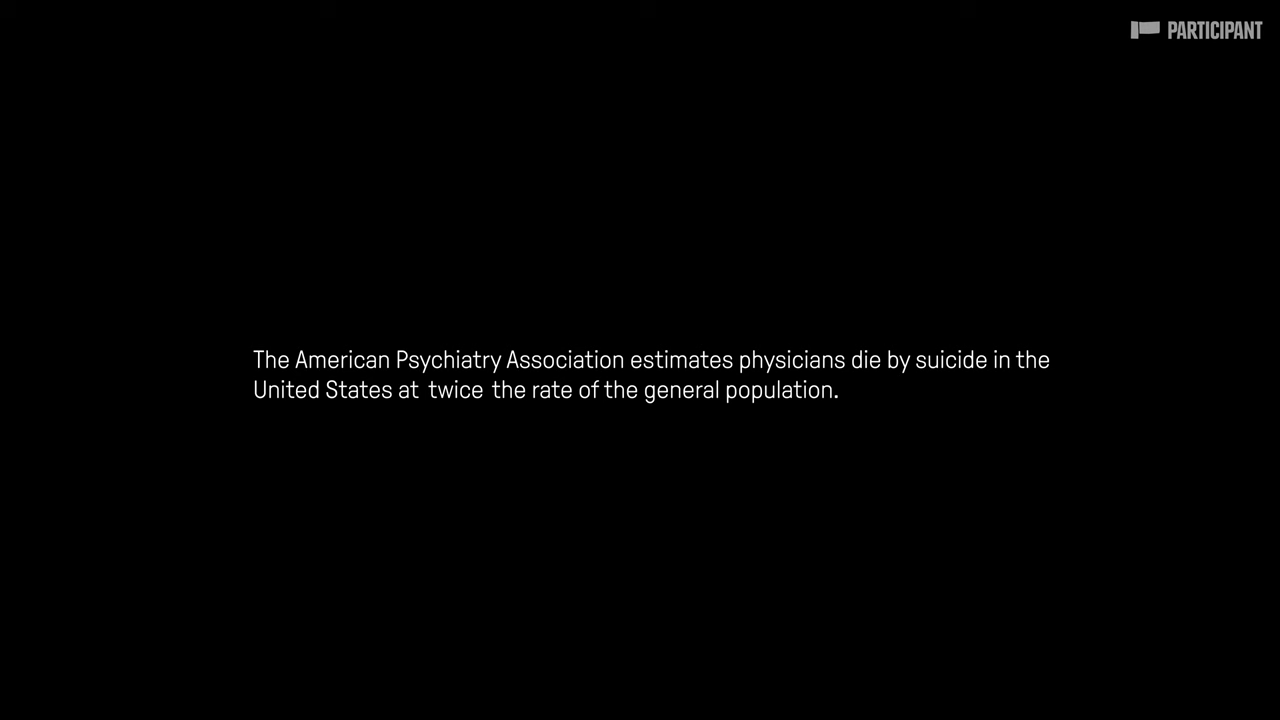 PARTICIPANT
The American Psychiatry Association estimates physicians die by suicide in the
United States at twice the rate of the general population.